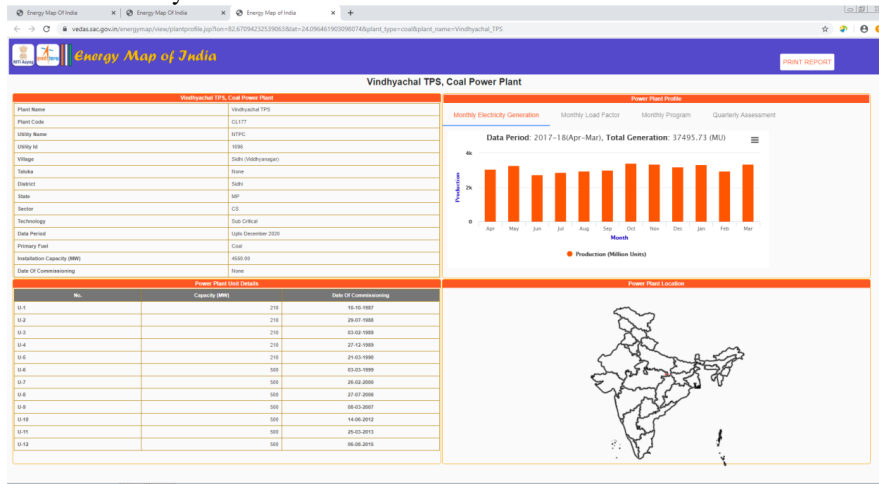 Energy Map Of India
Energy Map Of India
Energy Map of India
vedas.sac.gov.in/energymap/view/plantprofile.jsp?lon=82.67094232539063&lat=24.096461903098074&plant_type=coal&plant_name=Vindhyachal_TPS
Energy Map of India
PRINT REPORT
Vindhyachal TPS, Coal Power Plant
Vindhyachal TPS, Coal Power Plant
Plant Name Vindhyachal TPS
Plant Code CL177
Utility Name NTPC
Utility Id 1006
Village Sidhi (Viddhyanagar)
Taluka None
District Sidhi
State MP
Sector CS
Technology Sub Critical
Data Period Upto December 2020
Primary Fuel Coal
Installation Capacity (MW)
Date Of Commissioning None
Power Plant Profile
Monthly Electricity Generation Monthly Load Factor Monthly Program Quarterly Assessment
Data Period: 2017-18(Apr-Mar), Total Generation: 37495.73 (MU)
4k
2k
0
Production
Apr May Jun Jul Aug Sep Oct Nov Dec Jan Feb Mar
Month
Production (Million Units)
Power Plant Unit Details
No. Capacity (MW) Date Of Commissioning
U-1 210 10-10-1987
U-2 210 29-07-1988
U-3 210 03-02-1989
U-4 210 27-12-1989
U-5 210 21-03-1990
U-6 500 03-03-1999
U-7 500 26-02-2000
U-8 500 27-07-2006
U-9 500 08-03-2007
U-10 500 14-06-2012
U-11 500 25-03-2013
U-12 500 06-08-2015
Power Plant Location